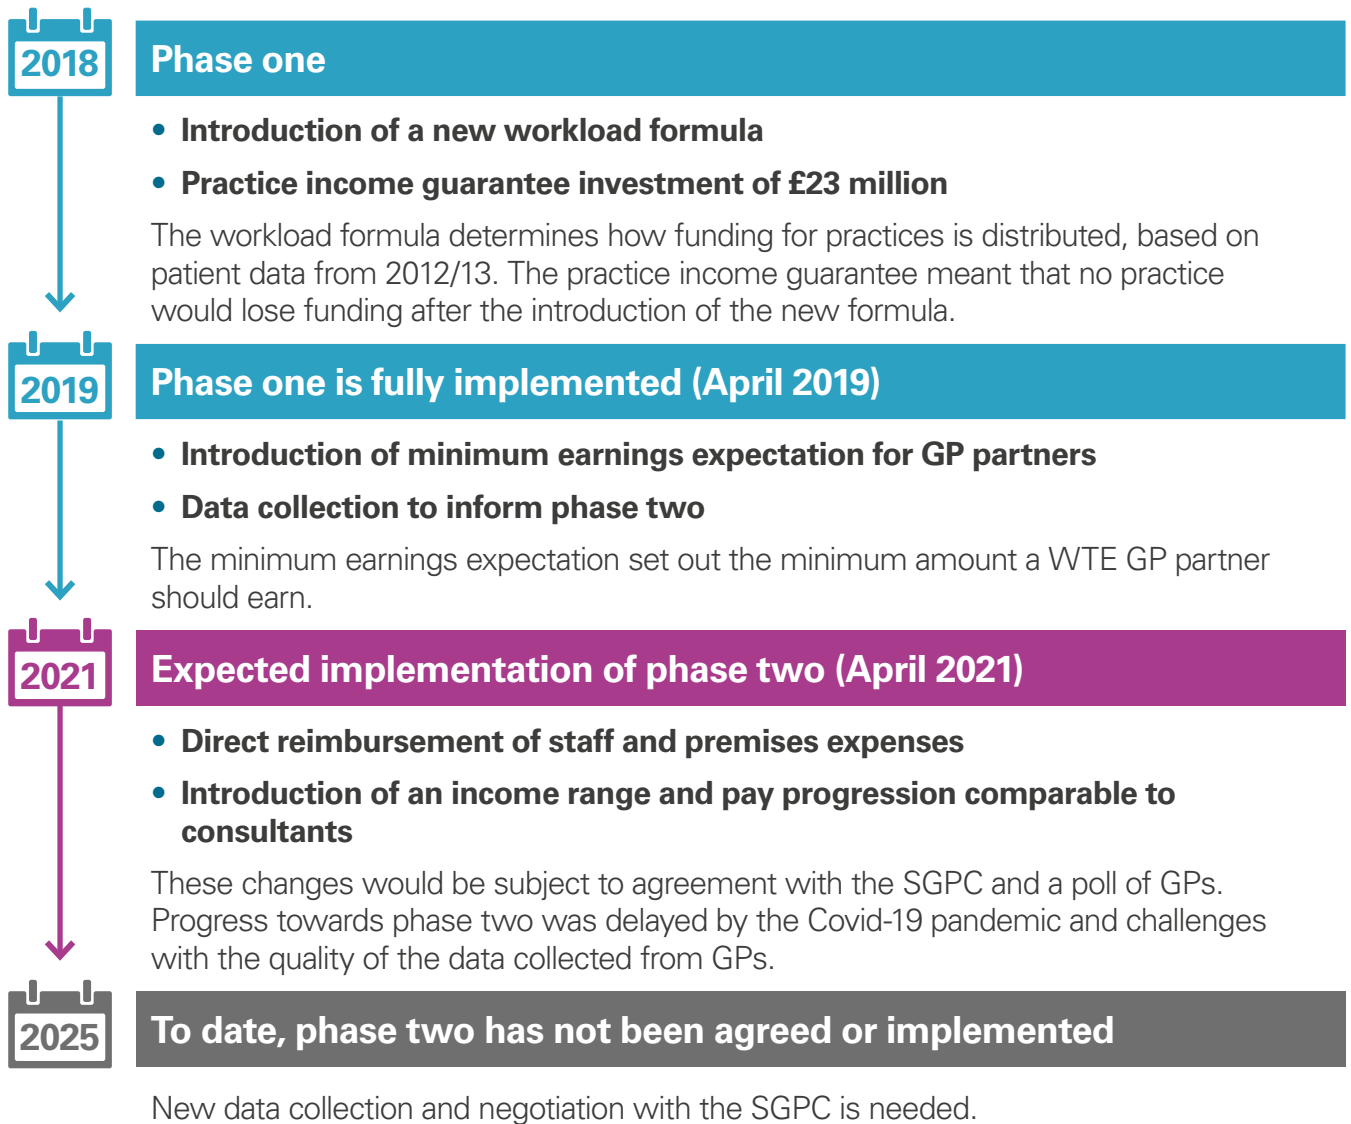 2018
Phase one
• Introduction of a new workload formula
• Practice income guarantee investment of £23 million
The workload formula determines how funding for practices is distributed, based on
patient data from 2012/13. The practice income guarantee meant that no practice
would lose funding after the introduction of the new formula.
2019
Phase one is fully implemented (April 2019)
• Introduction of minimum earnings expectation for GP partners
• Data collection to inform phase two
The minimum earnings expectation set out the minimum amount a WTE GP partner
should earn.
2021
Expected implementation of phase two (April 2021)
• Direct reimbursement of staff and premises expenses
• Introduction of an income range and pay progression comparable to
consultants
These changes would be subject to agreement with the SGPC and a poll of GPs.
Progress towards phase two was delayed by the Covid-19 pandemic and challenges
with the quality of the data collected from GPs.
2025
To date, phase two has not been agreed or implemented
New data collection and negotiation with the SGPC is needed.